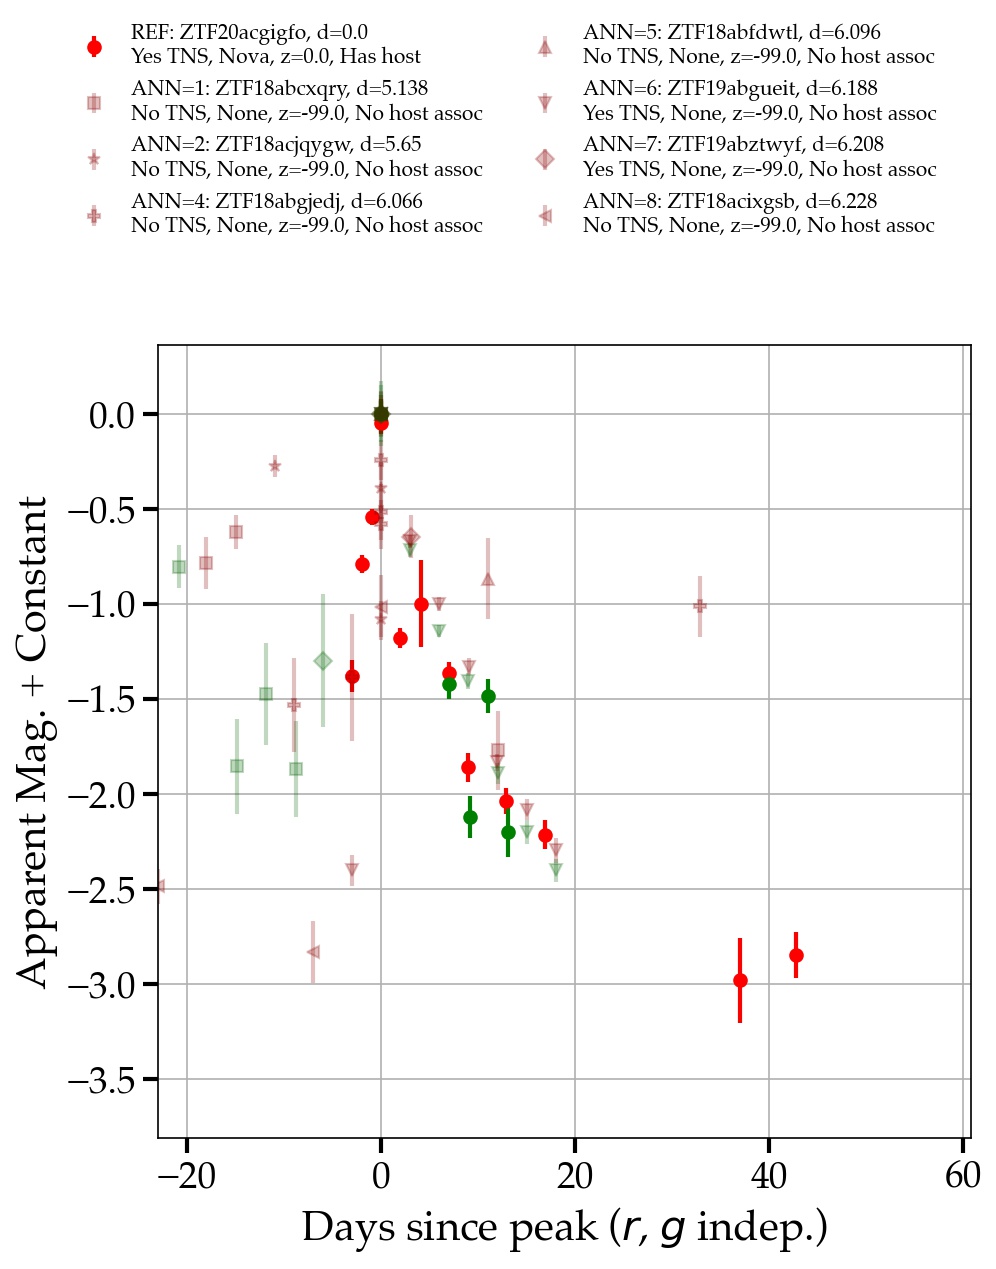 REF: ZTF20acgigfo, d=0.0
Yes TNS, Nova, z=0.0, Has host
ANN=1: ZTF18abcxqry, d=5.138
No TNS, None, z=-99.0, No host assoc
ANN=2: ZTF18acjqygw, d=5.65
No TNS, None, z=-99.0, No host assoc
ANN=4: ZTF18abgjedj, d=6.066
No TNS, None, z=-99.0, No host assoc
ANN=5: ZTF18abfdwtl, d=6.096
No TNS, None, z=-99.0, No host assoc
ANN=6: ZTF19abgueit, d=6.188
Yes TNS, None, z=-99.0, No host assoc
ANN=7: ZTF19abztwyf, d=6.208
Yes TNS, None, z=-99.0, No host assoc
ANN=8: ZTF18acixgsb, d=6.228
No TNS, None, z=-99.0, No host assoc
Apparent Mag. + Constant
0.0
−0.5
−1.0
−1.5
−2.0
−2.5
−3.0
−3.5
−20
0
20
40
60
Days since peak (r, g indep.)